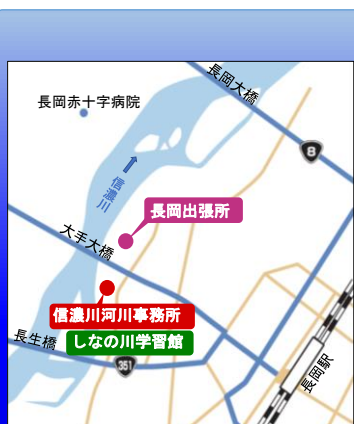 長岡大橋
長岡赤十字病院
8
信濃川
長岡出張所
大手大橋
信濃川河川事務所
しなの川学習館
長生橋
351
長岡駅